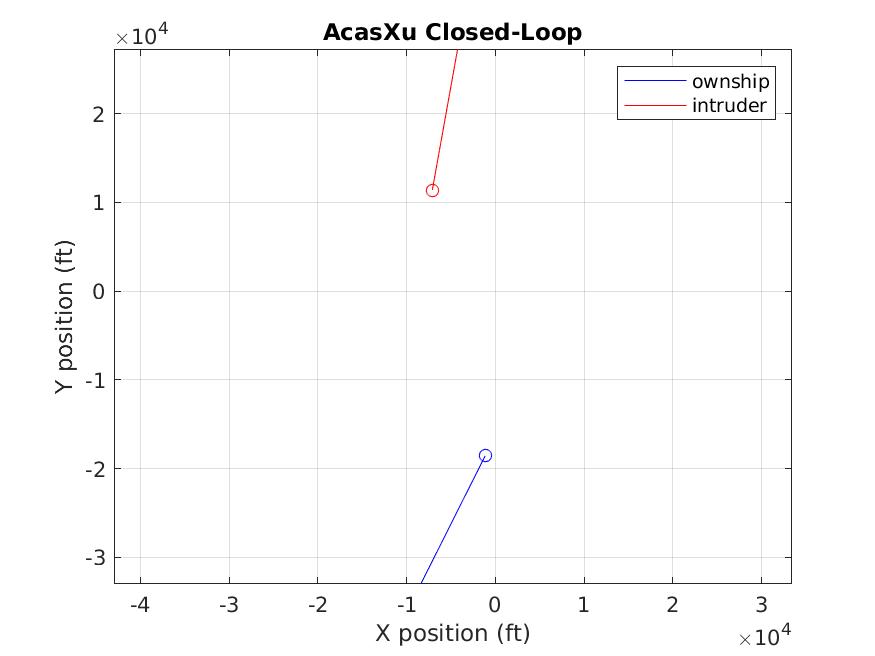 AcasXu Closed-Loop
×10^4
ownship
intruder
2
1
0
-1
-2
-3
Y position (ft)
-4 -3 -2 -1 0 1 2 3
X position (ft)
×10^4